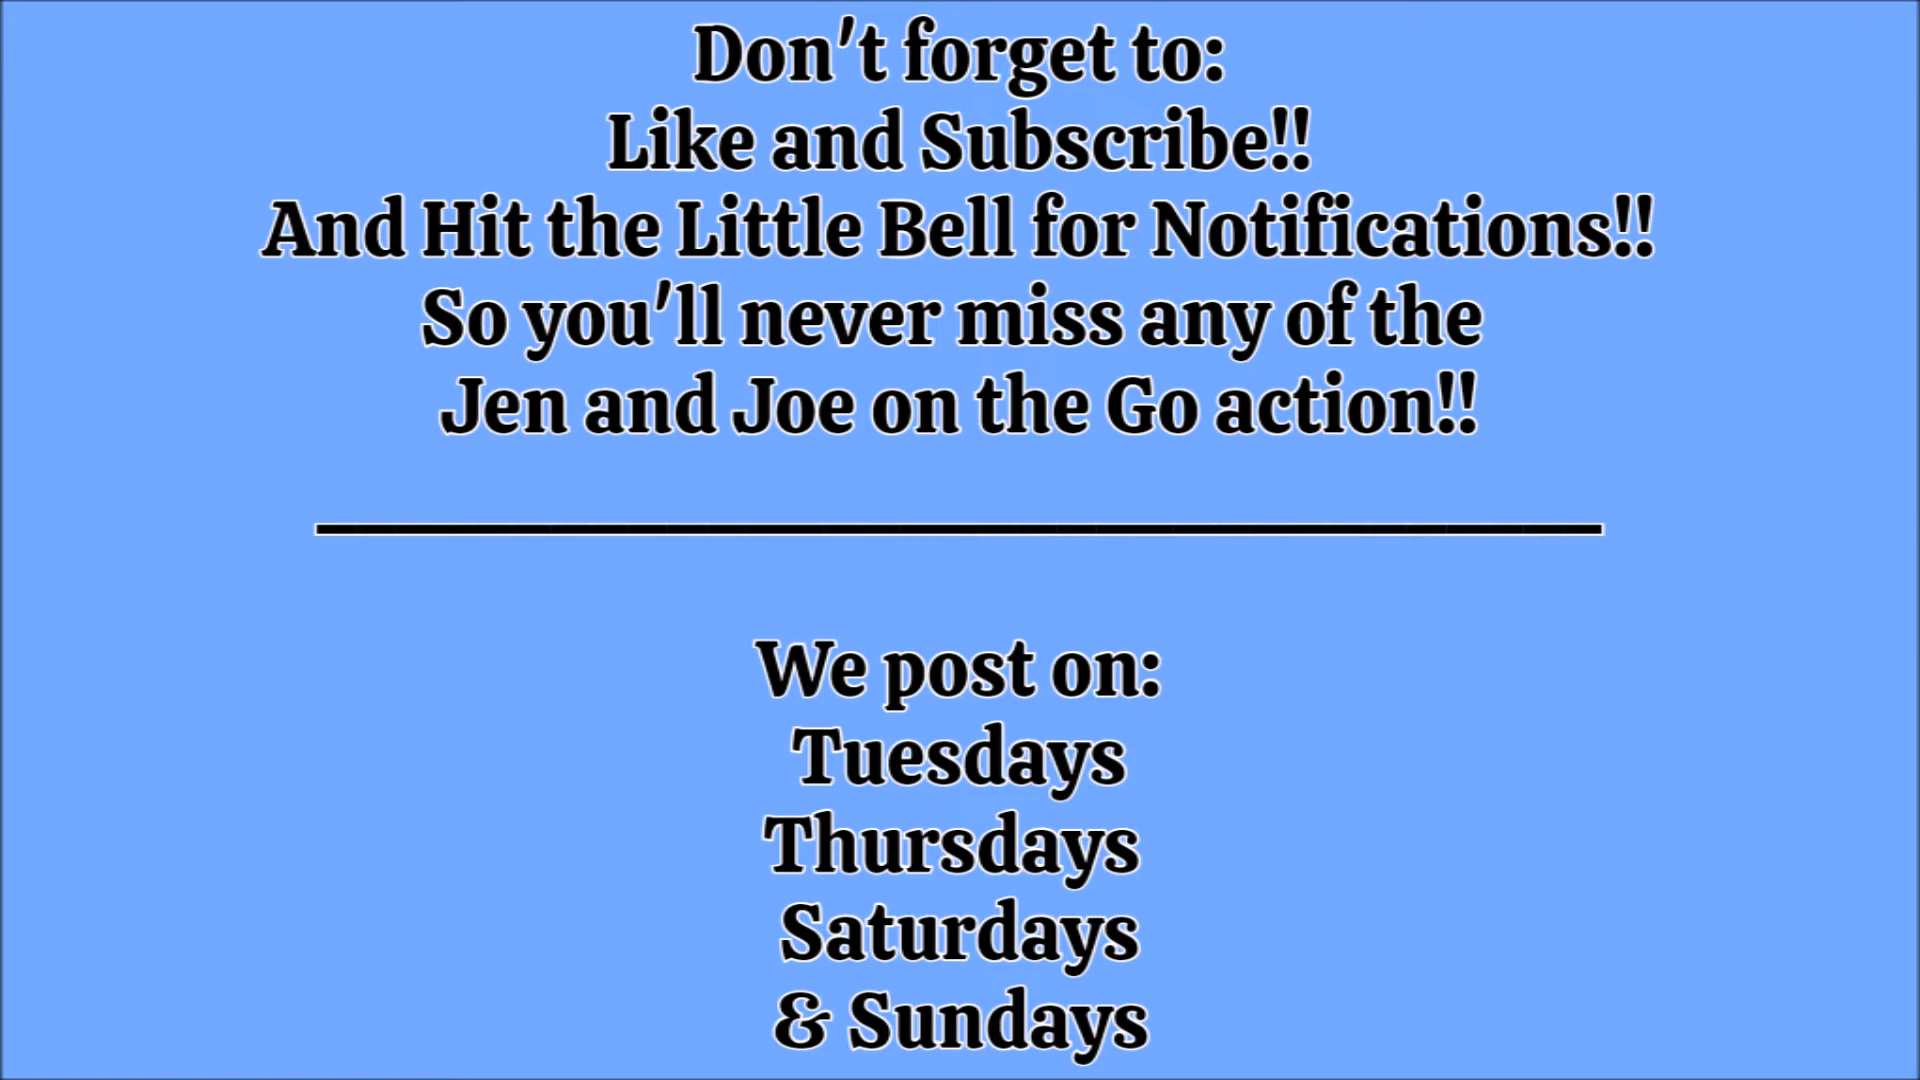 Don't forget to:
Like and Subscribe!!
And Hit the Little Bell for Notifications!!
So you'll never miss any of the
Jen and Joe on the Go action!!
We post on:
Tuesdays
Thursdays
Saturdays
& Sundays